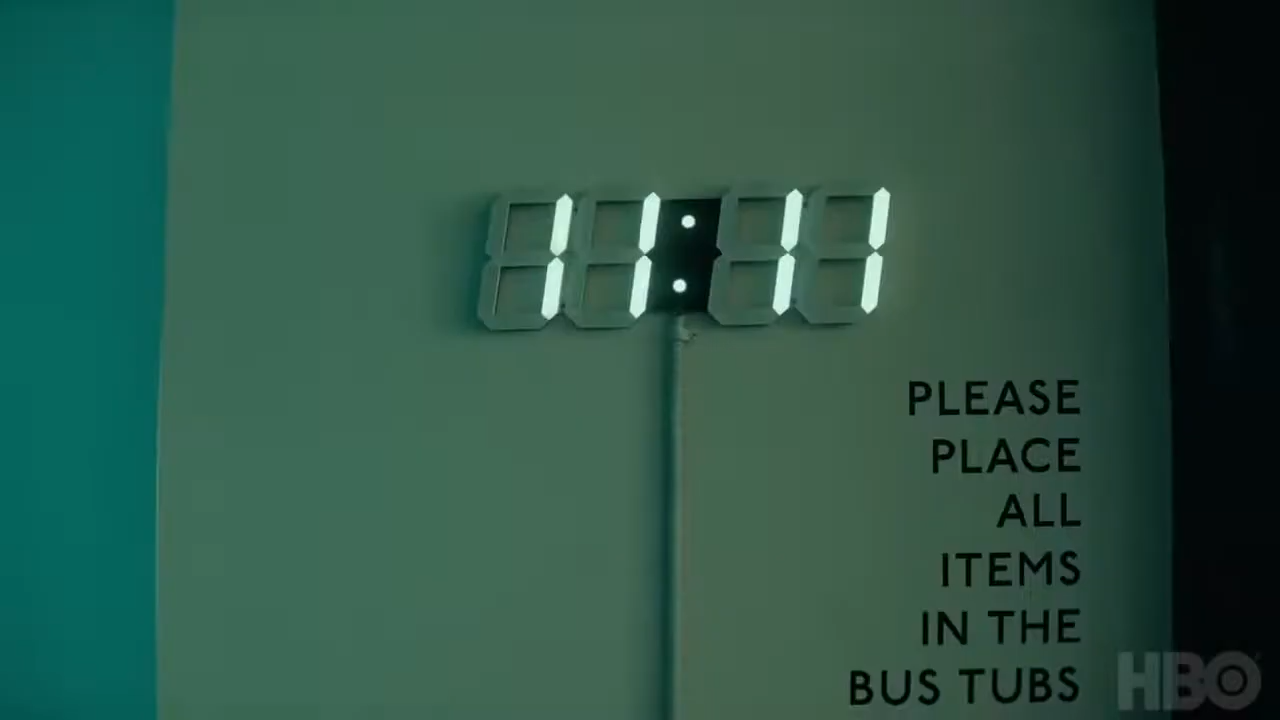 11:11
PLEASE
PLACE
ALL
ITEMS
IN THE
BUS TUBS
HBO